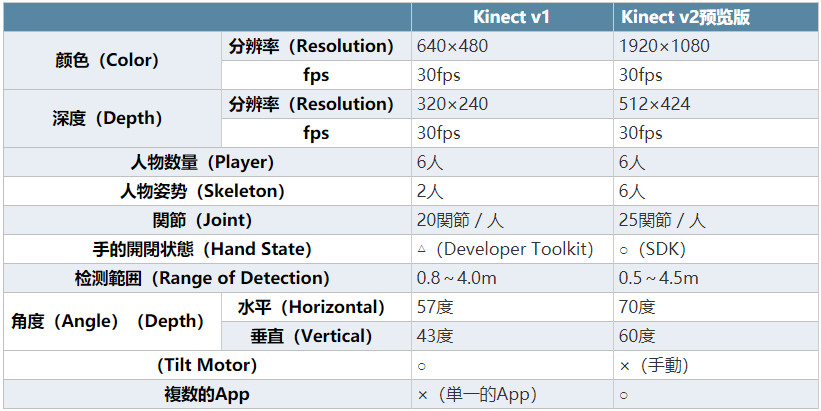 Kinect v1 Kinect v2预览版
颜色（Color） 分辨率（Resolution） 640×480 1920×1080
fps 30fps 30fps
深度（Depth） 分辨率（Resolution） 320×240 512×424
fps 30fps 30fps
人物数量（Player） 6人 6人
人物姿势（Skeleton） 2人 6人
関節（Joint） 20関節／人 25関節／人
手的開閉状態（Hand State） △（Developer Toolkit） ○（SDK）
检测範囲（Range of Detection） 0.8～4.0m 0.5～4.5m
角度（Angle）（Depth） 水平（Horizontal） 57度 70度
垂直（Vertical） 43度 60度
（Tilt Motor） ○ ×（手動）
複数的App ×（単一的App） ○